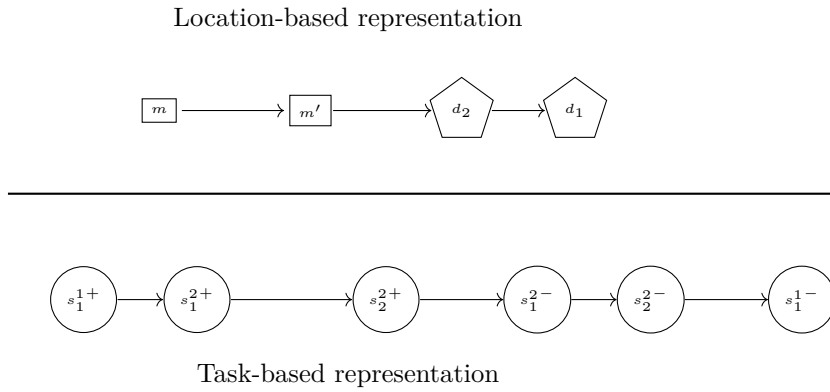 Location-based representation
m m′ d₂ d₁
s₁¹⁺ s₁²⁺ s₂²⁺ s₁²⁻ s₂²⁻ s₁¹⁻
Task-based representation